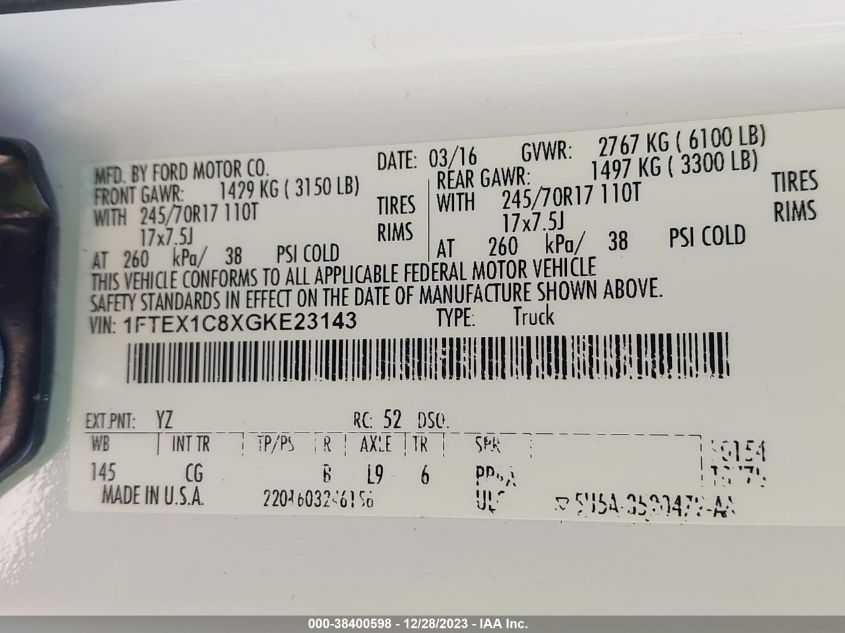 MFD. BY FORD MOTOR CO. DATE: 03/16 GVWR: 2767 KG ( 6100 LB)
FRONT GAWR: 1429 KG ( 3150 LB) REAR GAWR: 1497 KG ( 3300 LB)
WITH 245/70R17 110T TIRES WITH 245/70R17 110T TIRES
17x7.5J RIMS 17x7.5J RIMS
AT 260 kPa/ 38 PSI COLD AT 260 kPa/ 38 PSI COLD
THIS VEHICLE CONFORMS TO ALL APPLICABLE FEDERAL MOTOR VEHICLE
SAFETY STANDARDS IN EFFECT ON THE DATE OF MANUFACTURE SHOWN ABOVE.
VIN: 1FTEX1C8XGKE23143 TYPE: Truck
EXT PNT: YZ RC: 52 DSO:
WB INT TR TP/PS R AXLE TR SPR
145 CG B L9 6
MADE IN U.S.A.
000-38400598 - 12/28/2023 - IAA Inc.